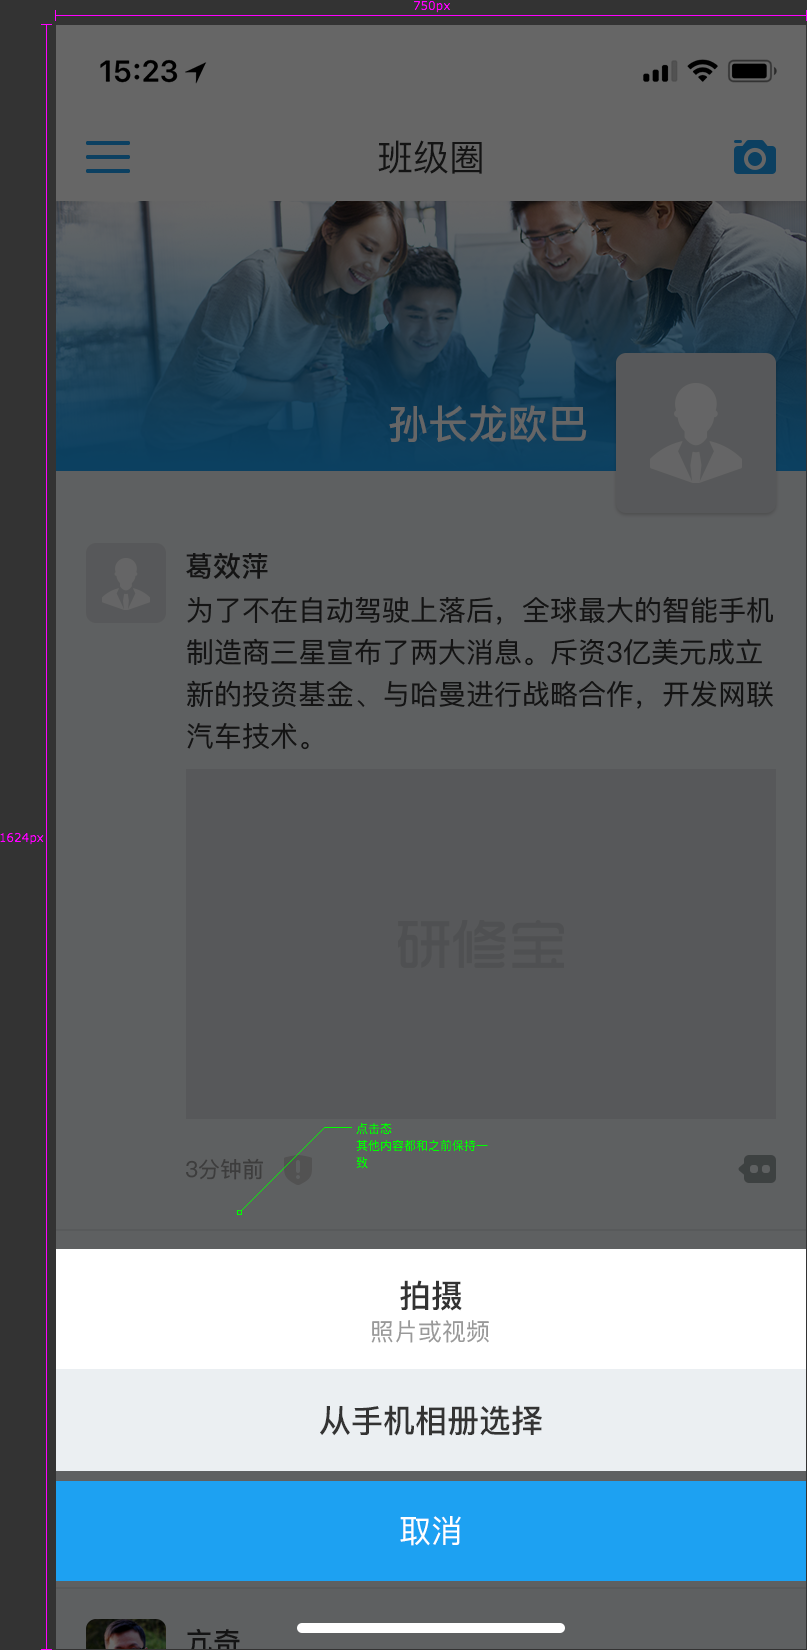 750px
15:23
班级圈
孙长龙欧巴
葛效萍
为了不在自动驾驶上落后，全球最大的智能手机
制造商三星宣布了两大消息。斥资3亿美元成立
新的投资基金、与哈曼进行战略合作，开发网联
汽车技术。
1624px
研修宝
点击态
其他内容都和之前保持一
致
3分钟前
拍摄
照片或视频
从手机相册选择
取消
亢奇